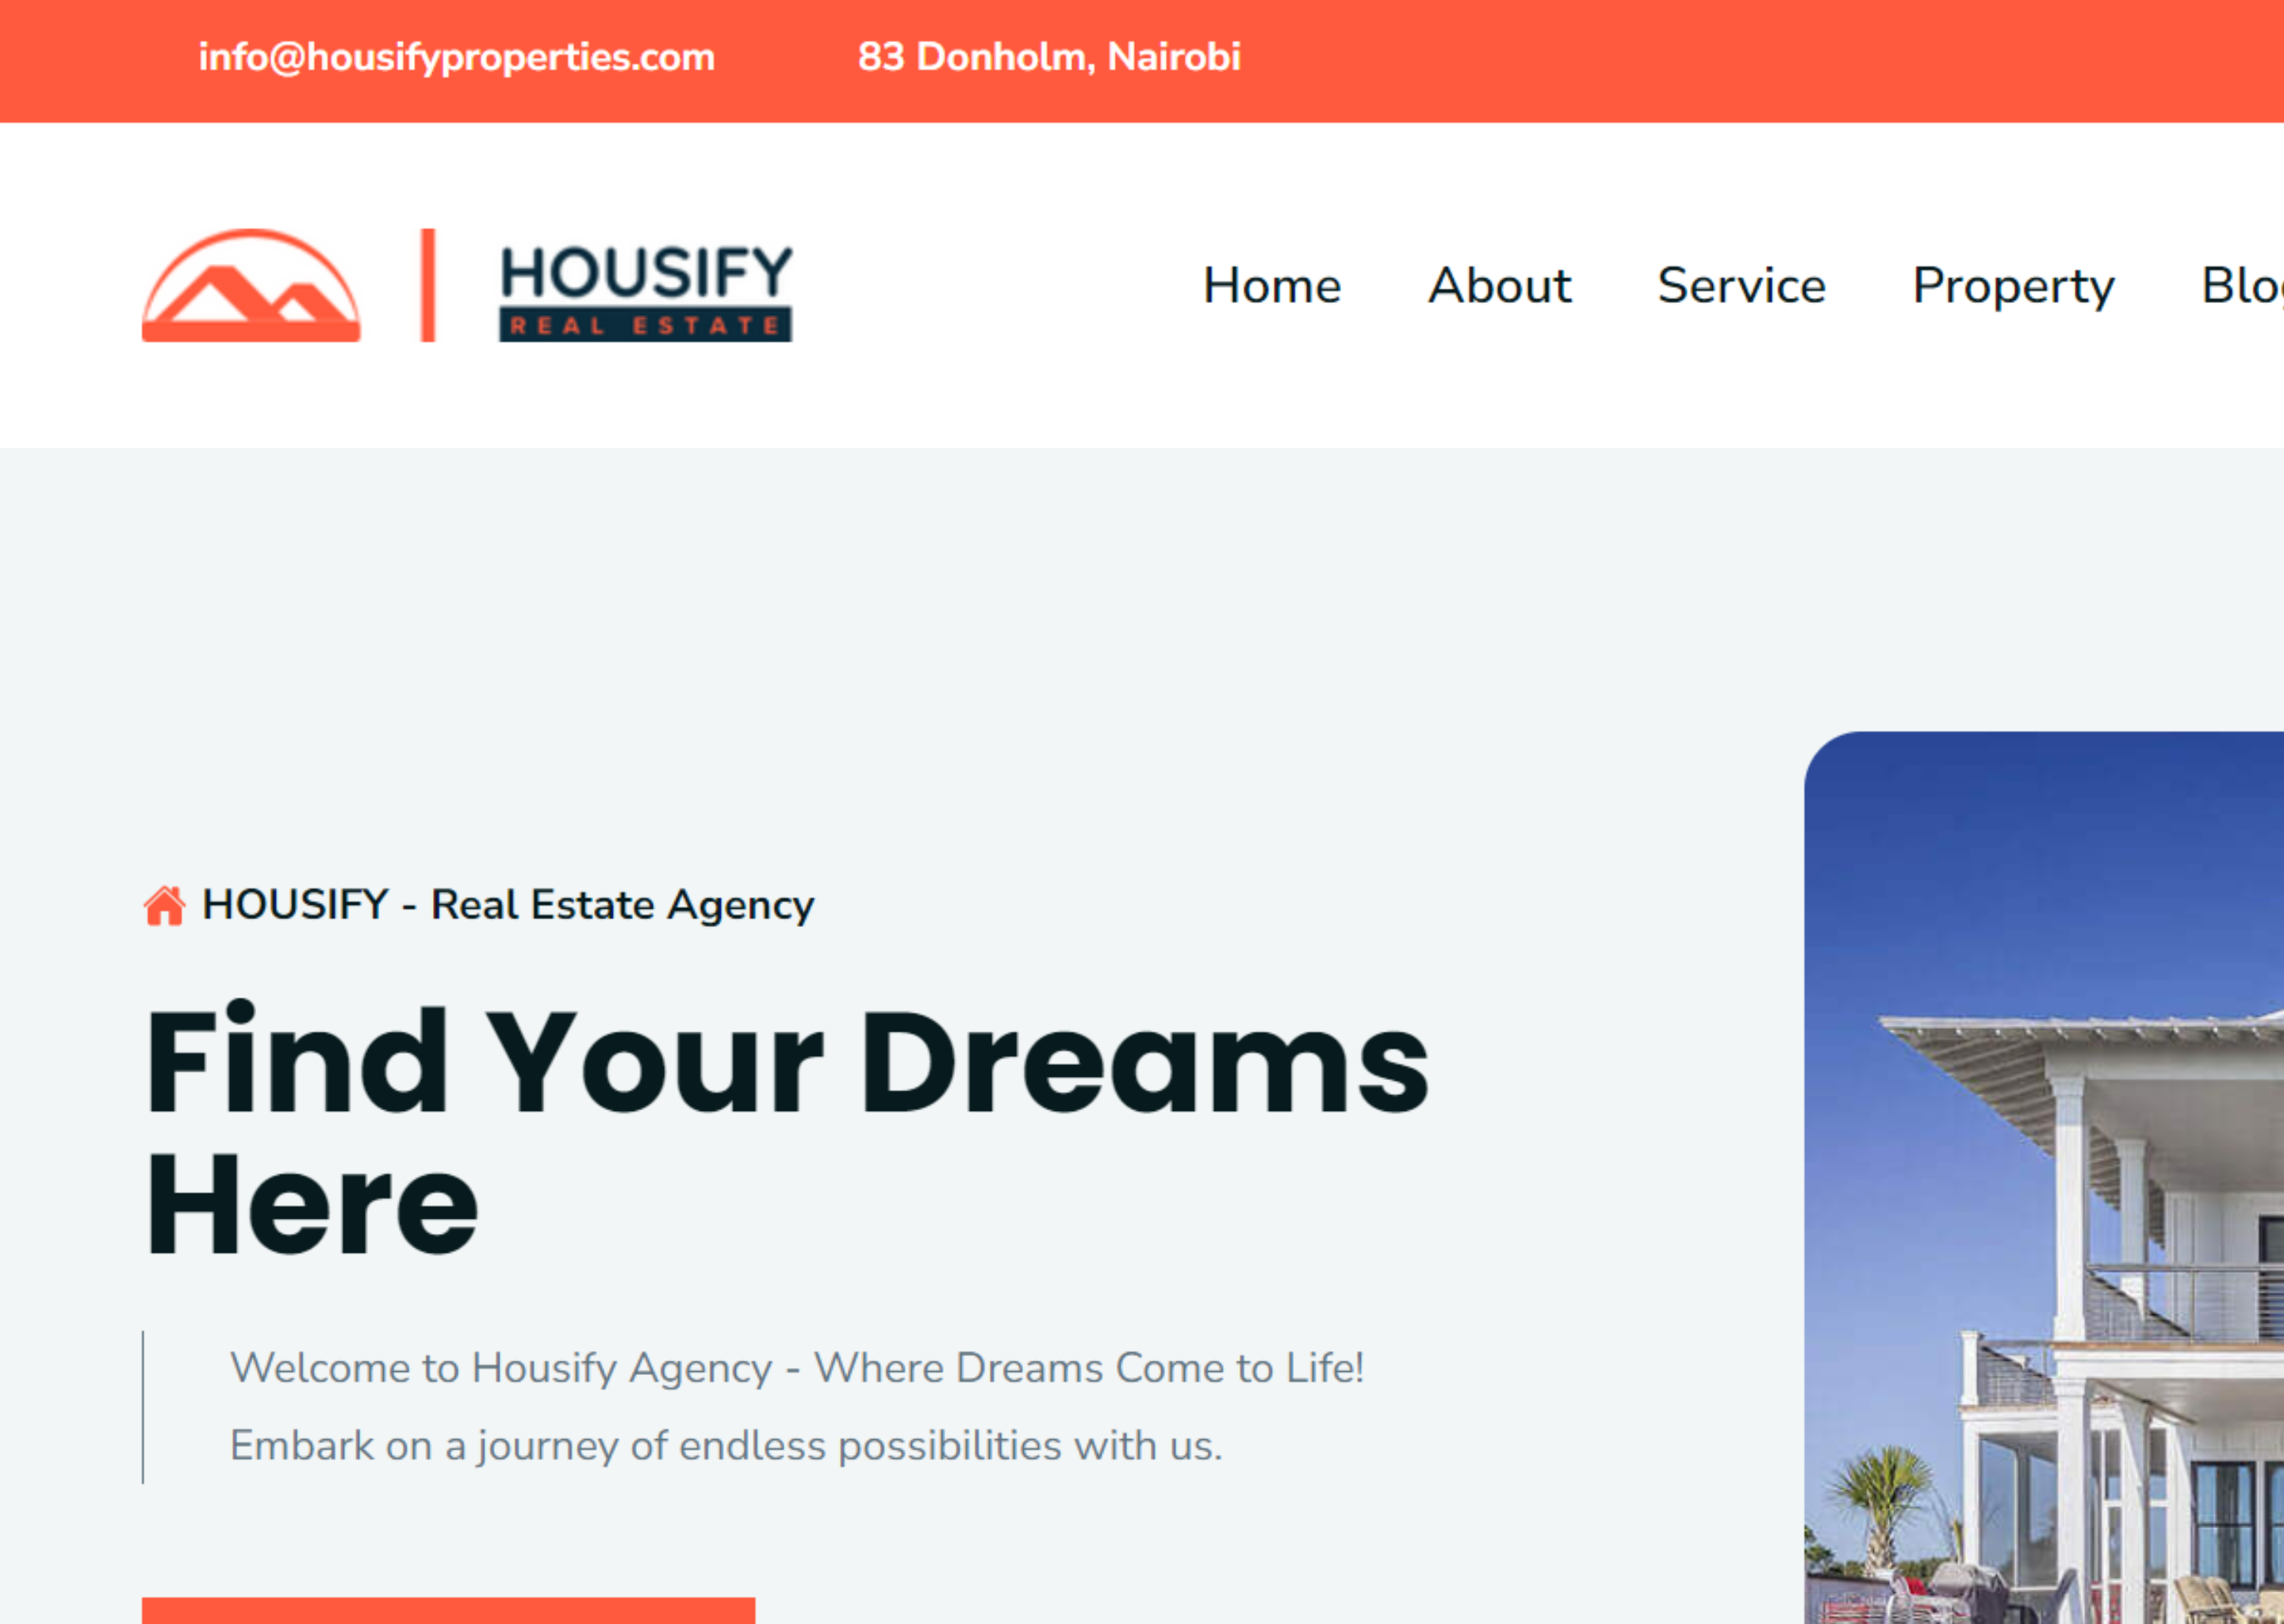 info@housifyproperties.com 83 Donholm, Nairobi
HOUSIFY
REAL ESTATE
Home About Service Property
HOUSIFY - Real Estate Agency
Find Your Dreams
Here
Welcome to Housify Agency - Where Dreams Come to Life!
Embark on a journey of endless possibilities with us.